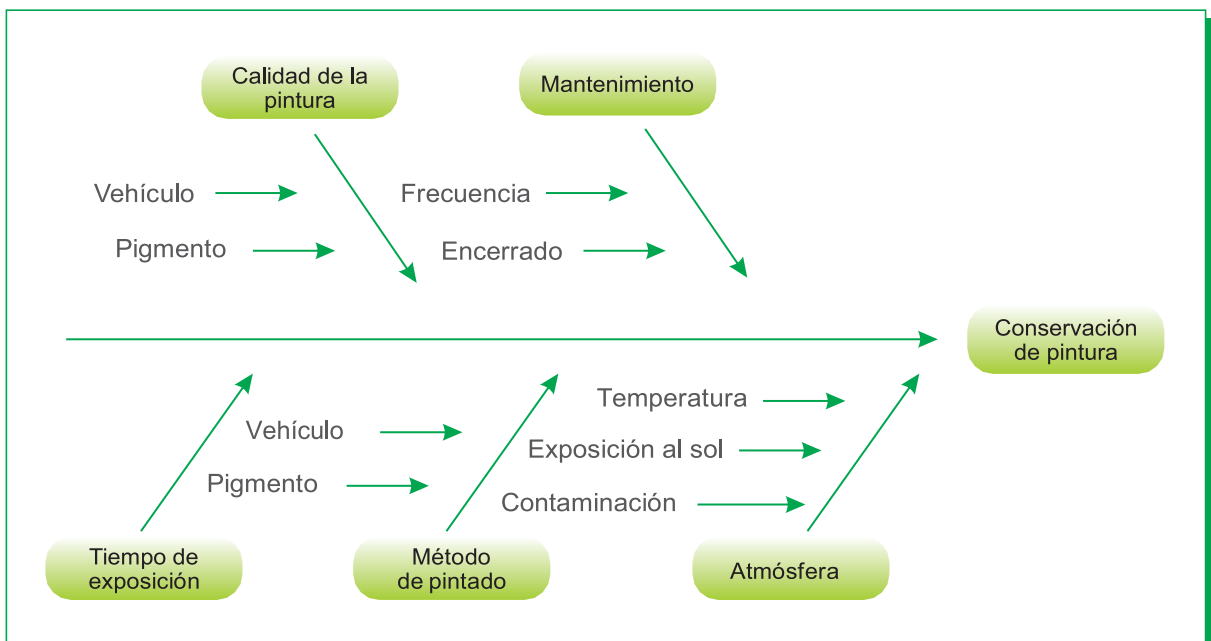 Calidad de la
pintura
Mantenimiento
Vehículo
Frecuencia
Pigmento
Encerrado
Conservación
de pintura
Temperatura
Vehículo
Exposición al sol
Pigmento
Contaminación
Tiempo de
exposición
Método
de pintado
Atmósfera